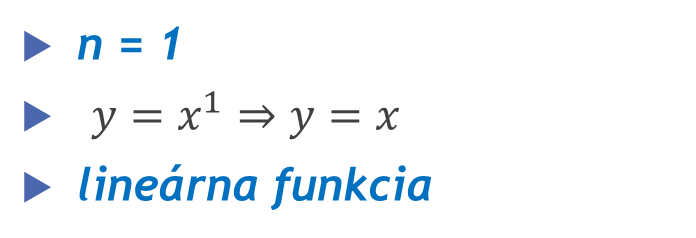 n = 1
y = x¹ ⇒ y = x
lineárna funkcia